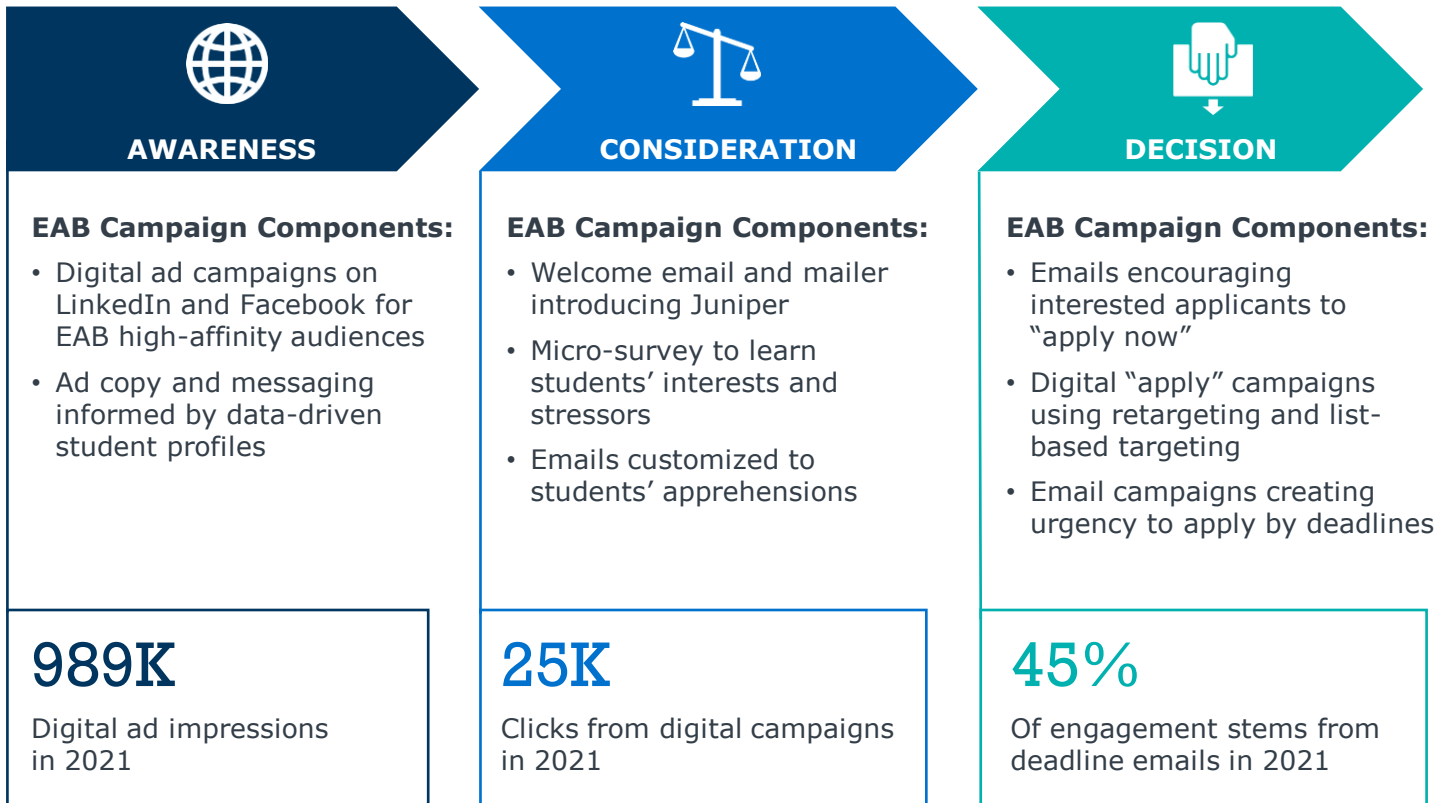 AWARENESS
EAB Campaign Components:
• Digital ad campaigns on
LinkedIn and Facebook for
EAB high-affinity audiences
• Ad copy and messaging
informed by data-driven
student profiles
989K
Digital ad impressions
in 2021
CONSIDERATION
EAB Campaign Components:
• Welcome email and mailer
introducing Juniper
• Micro-survey to learn
students’ interests and
stressors
• Emails customized to
students’ apprehensions
25K
Clicks from digital campaigns
in 2021
DECISION
EAB Campaign Components:
• Emails encouraging
interested applicants to
“apply now”
• Digital “apply” campaigns
using retargeting and list-
based targeting
• Email campaigns creating
urgency to apply by deadlines
45%
Of engagement stems from
deadline emails in 2021